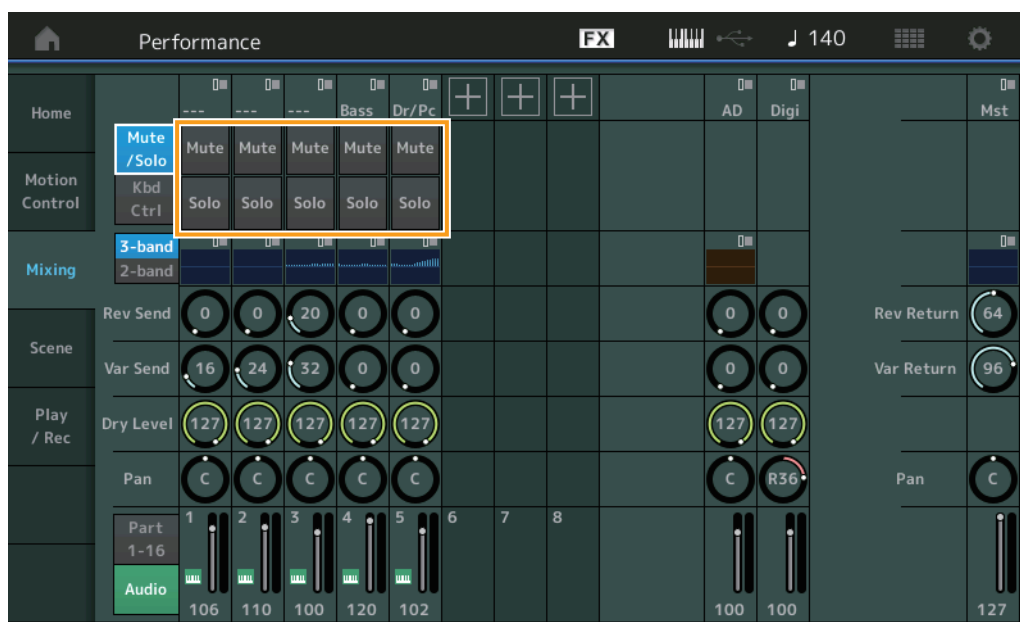 Performance FX 140
Home
--- --- --- Bass Dr/Pc AD Digi Mst
Mute
/Solo
Mute Mute Mute Mute Mute
Motion
Control
Kbd
Ctrl
Solo Solo Solo Solo Solo
3-band
2-band
Mixing
Rev Send 0 0 20 0 0 0 0 Rev Return 64
Scene
Var Send 16 24 32 0 0 0 0 Var Return 96
Play
/ Rec
Dry Level 127 127 127 127 127 127 127
Pan C C C C C C R36 Pan C
Part
1-16
1 2 3 4 5 6 7 8
Audio
106 110 100 120 102 100 100 127